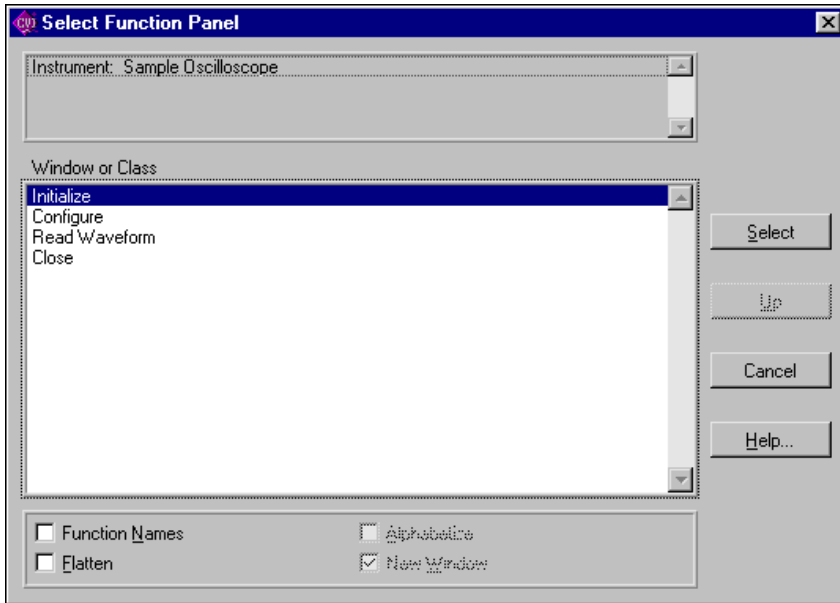 CVI Select Function Panel
Instrument: Sample Oscilloscope
Window or Class
Initialize
Configure
Read Waveform
Close
Select
Up
Cancel
Help...
Function Names
Alphabetize
Flatten
New Window